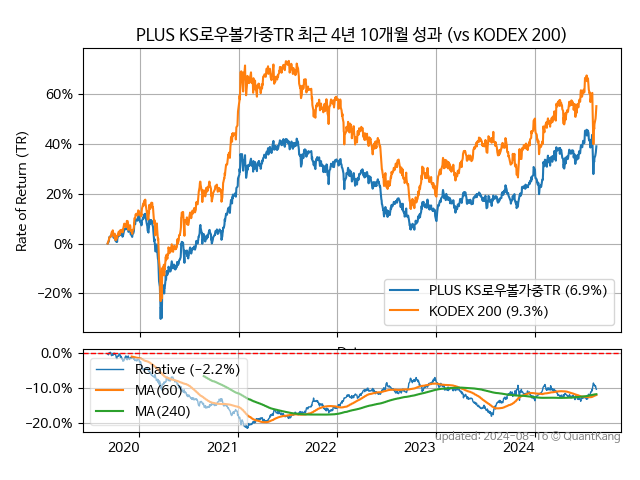 PLUS KS로우볼가중TR 최근 4년 10개월 성과 (vs KODEX 200)
Rate of Return (TR)
60%
40%
20%
0%
−20%
PLUS KS로우볼가중TR (6.9%)
KODEX 200 (9.3%)
0.0%
−10.0%
−20.0%
Relative (−2.2%)
MA(60)
MA(240)
2020 2021 2022 2023 2024
updated: 2024-08-16 © QuantKang